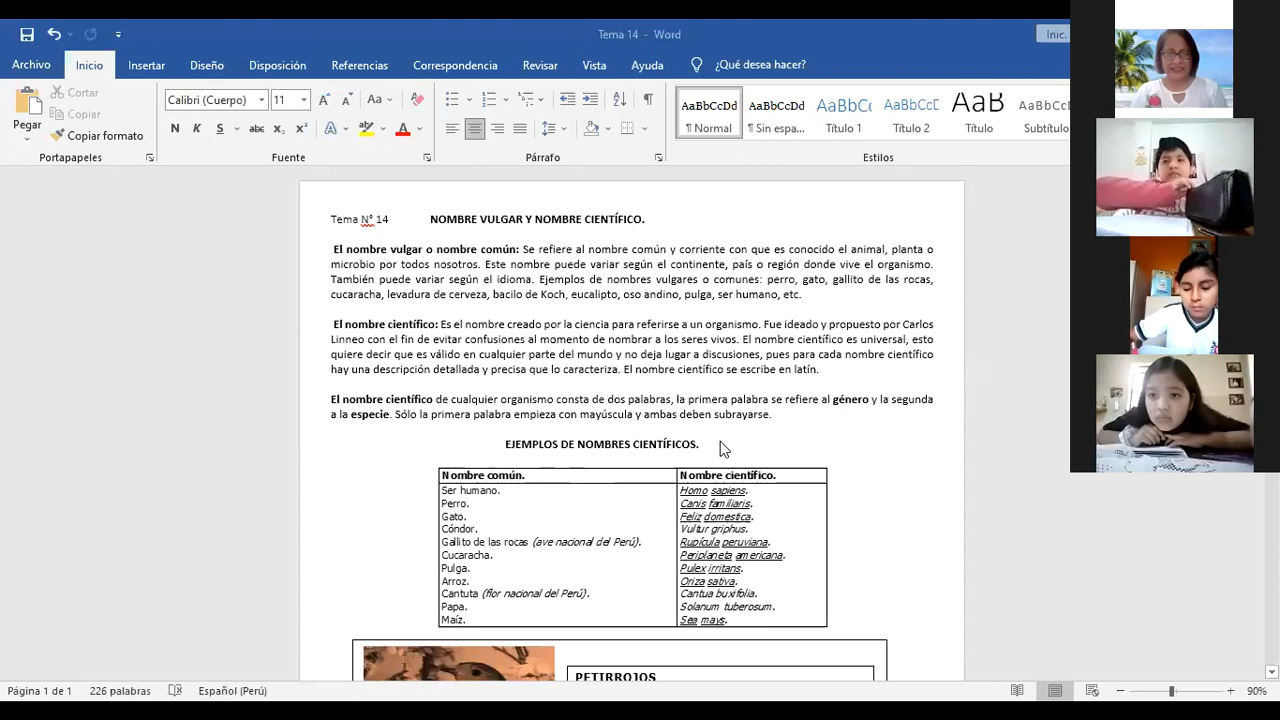 Tema 14 - Word
Inic.
Archivo
Inicio
Insertar
Diseño
Disposición
Referencias
Correspondencia
Revisar
Vista
Ayuda
¿Qué desea hacer?
Pegar
Cortar
Copiar
Copiar formato
Portapapeles
Calibri (Cuerpo)
11
Aa
N K S abc x₂ x²
A
Fuente
Párrafo
AaBbCcDd
¶ Normal
AaBbCcDd
¶ Sin espa...
AaBbC
Título 1
AaBbCcC
Título 2
AaB
Título
AaBbCcD
Subtítulo
Estilos
Tema N° 14 NOMBRE VULGAR Y NOMBRE CIENTÍFICO.
El nombre vulgar o nombre común: Se refiere al nombre común y corriente con que es conocido el animal, planta o
microbio por todos nosotros. Este nombre puede variar según el continente, país o región donde vive el organismo.
También puede variar según el idioma. Ejemplos de nombres vulgares o comunes: perro, gato, gallito de las rocas,
cucaracha, levadura de cerveza, bacilo de Koch, eucalipto, oso andino, pulga, ser humano, etc.
El nombre científico: Es el nombre creado por la ciencia para referirse a un organismo. Fue ideado y propuesto por Carlos
Linneo con el fin de evitar confusiones al momento de nombrar a los seres vivos. El nombre científico es universal, esto
quiere decir que es válido en cualquier parte del mundo y no deja lugar a discusiones, pues para cada nombre científico
hay una descripción detallada y precisa que lo caracteriza. El nombre científico se escribe en latín.
El nombre científico de cualquier organismo consta de dos palabras, la primera palabra se refiere al género y la segunda
a la especie. Sólo la primera palabra empieza con mayúscula y ambas deben subrayarse.
EJEMPLOS DE NOMBRES CIENTÍFICOS.
Nombre común. Nombre científico.
Ser humano. Homo sapiens.
Perro. Canis familiaris.
Gato. Feliz domestica.
Cóndor. Vultur griphus.
Gallito de las rocas (ave nacional del Perú). Rupícula peruviana.
Cucaracha. Periplaneta americana.
Pulga. Pulex irritans.
Arroz. Oriza sativa.
Cantuta (flor nacional del Perú). Cantua buxifolia.
Papa. Solanum tuberosum.
Maíz. Sea mays.
PETIRROJOS
Página 1 de 1
226 palabras
Español (Perú)
90%